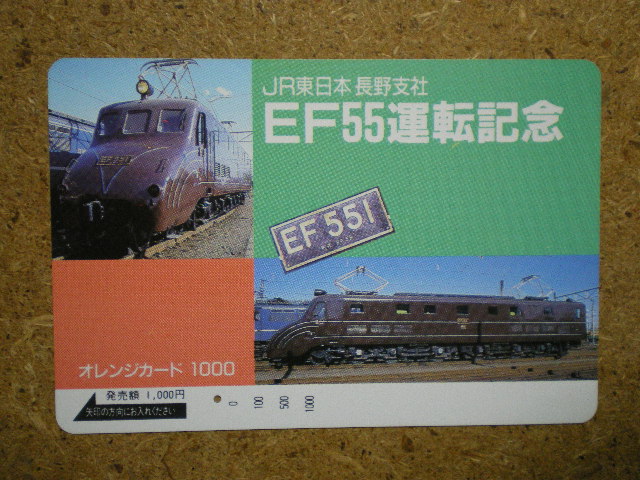 JR東日本 長野支社
EF55運転記念
EF551
EF 551
オレンジカード 1000
発売額 1,000円
矢印の方向にお入れください
0
100
500
1000